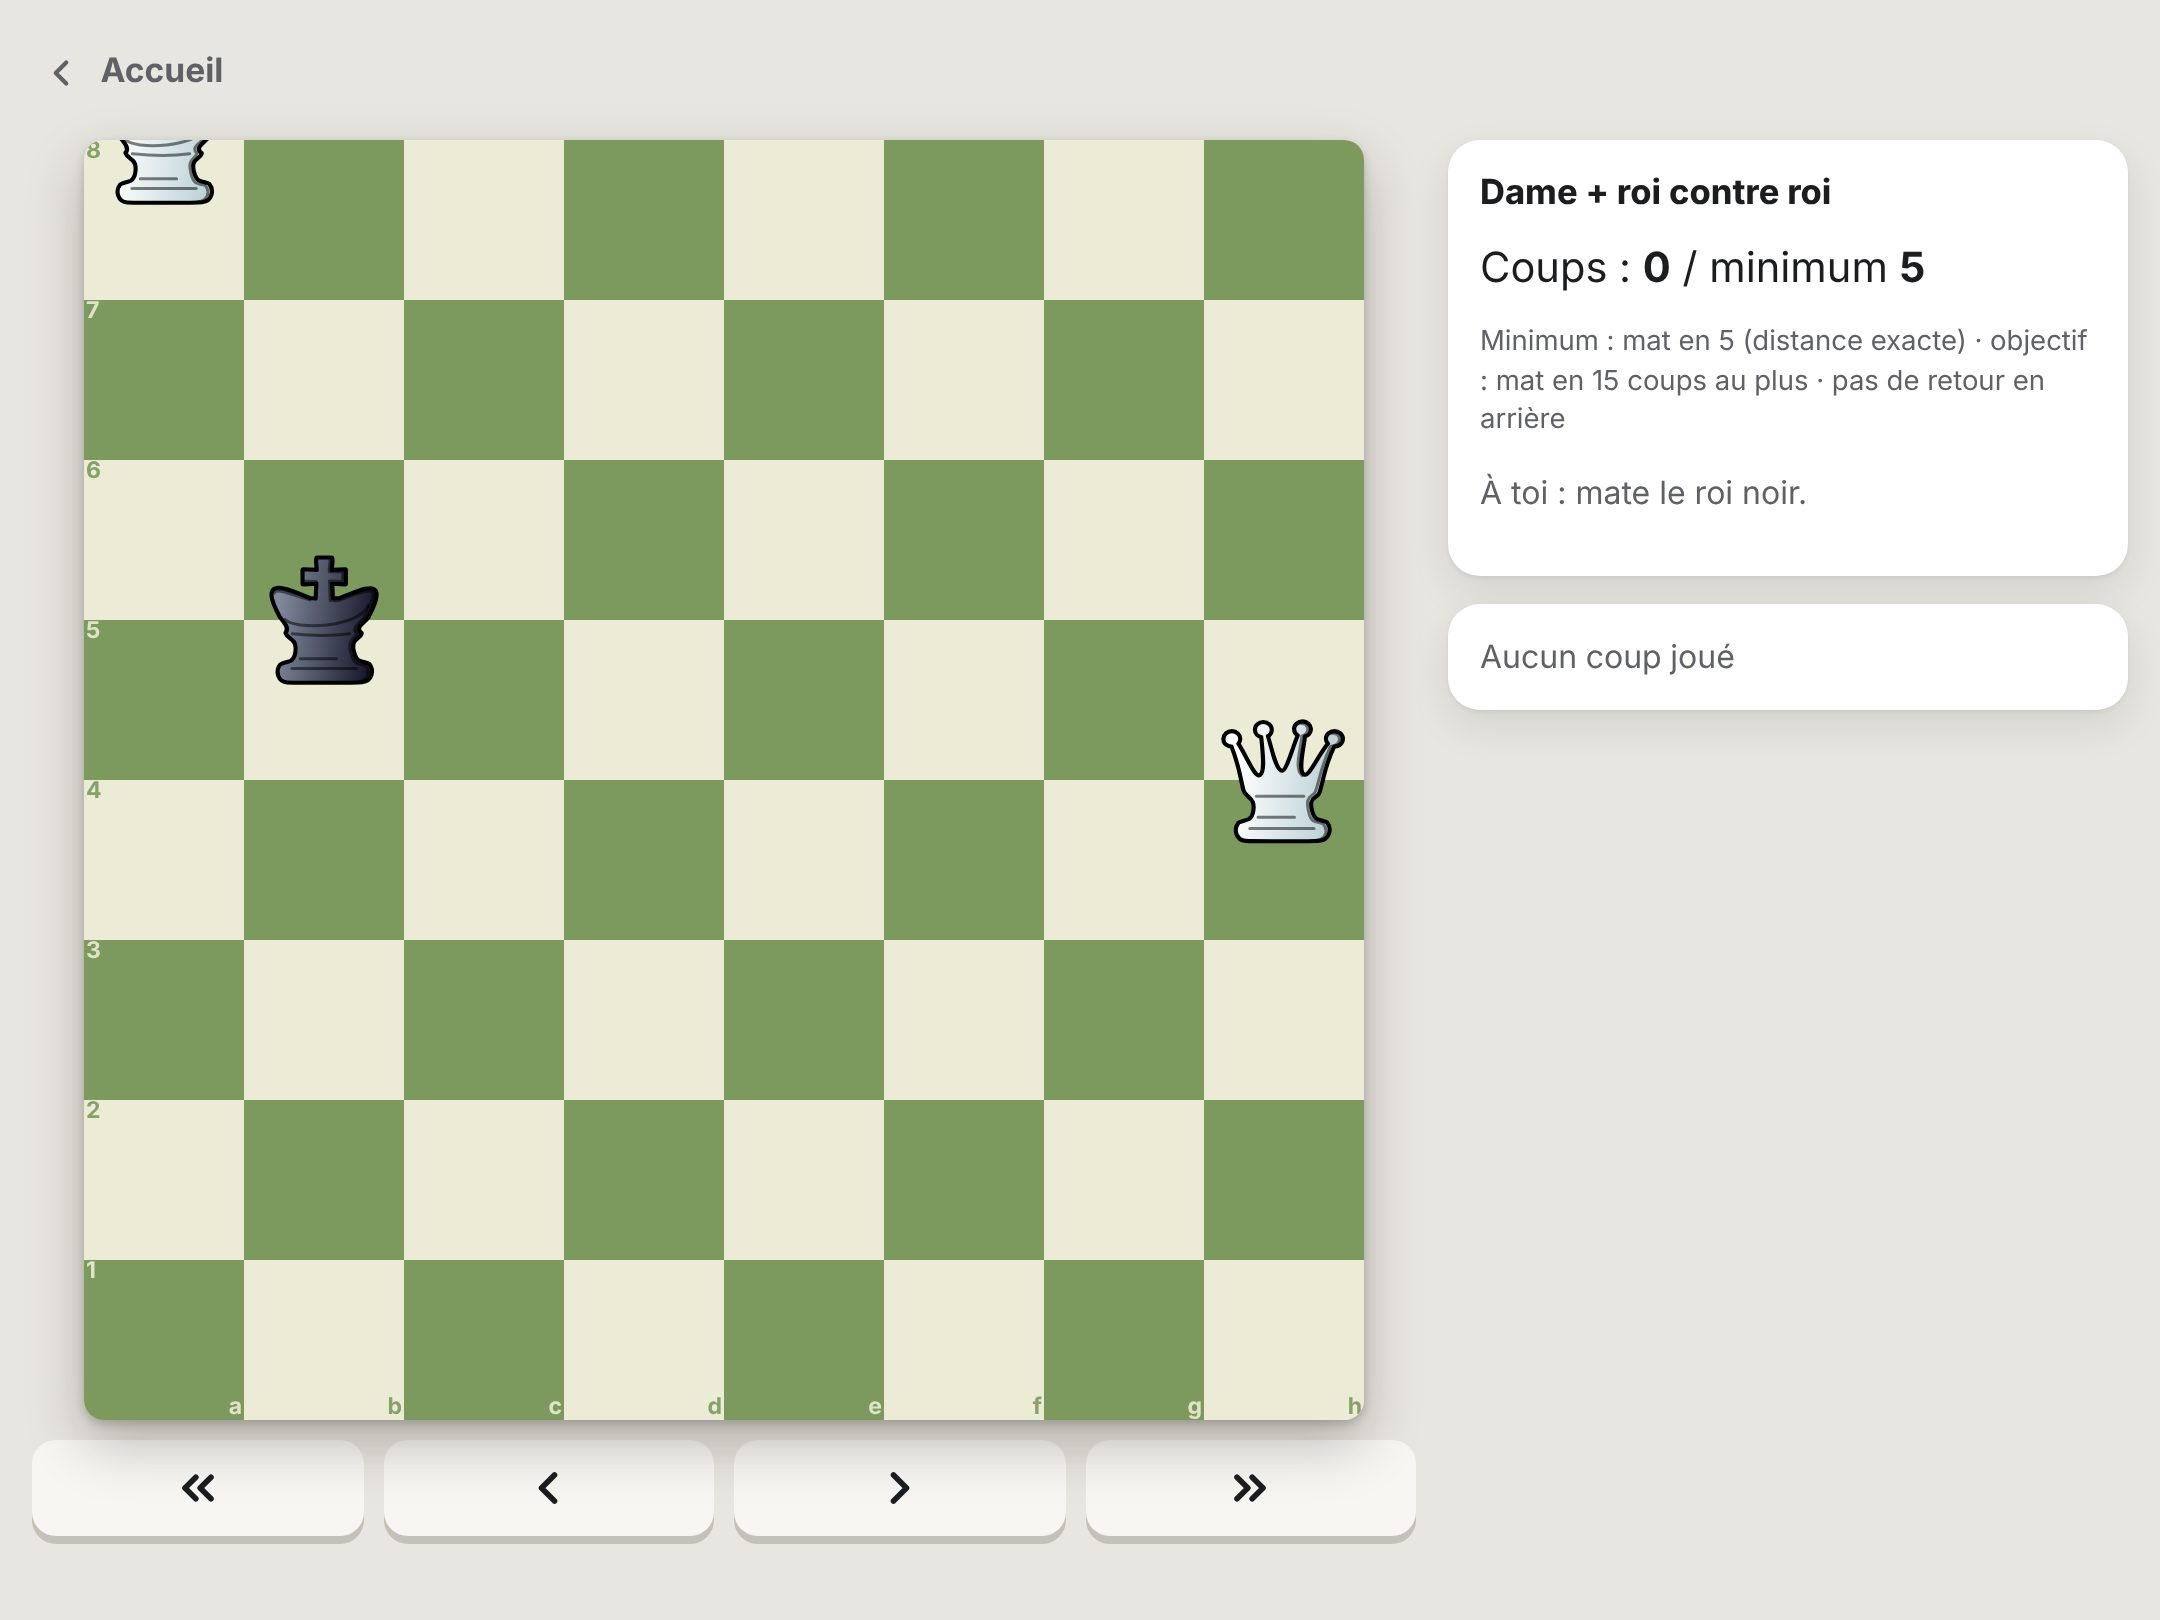 Accueil
Dame + roi contre roi
Coups : 0 / minimum 5
Minimum : mat en 5 (distance exacte) · objectif
: mat en 15 coups au plus · pas de retour en
arrière
À toi : mate le roi noir.
Aucun coup joué
8
7
6
5
4
3
2
1
a b c d e f g h